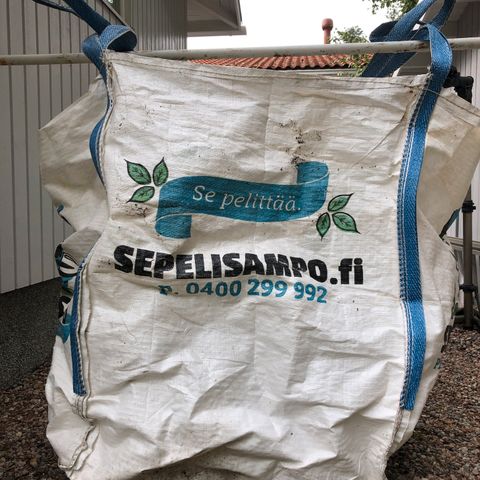 Se pelittää.
SEPELISAMPO.fi
P. 0400 299 992